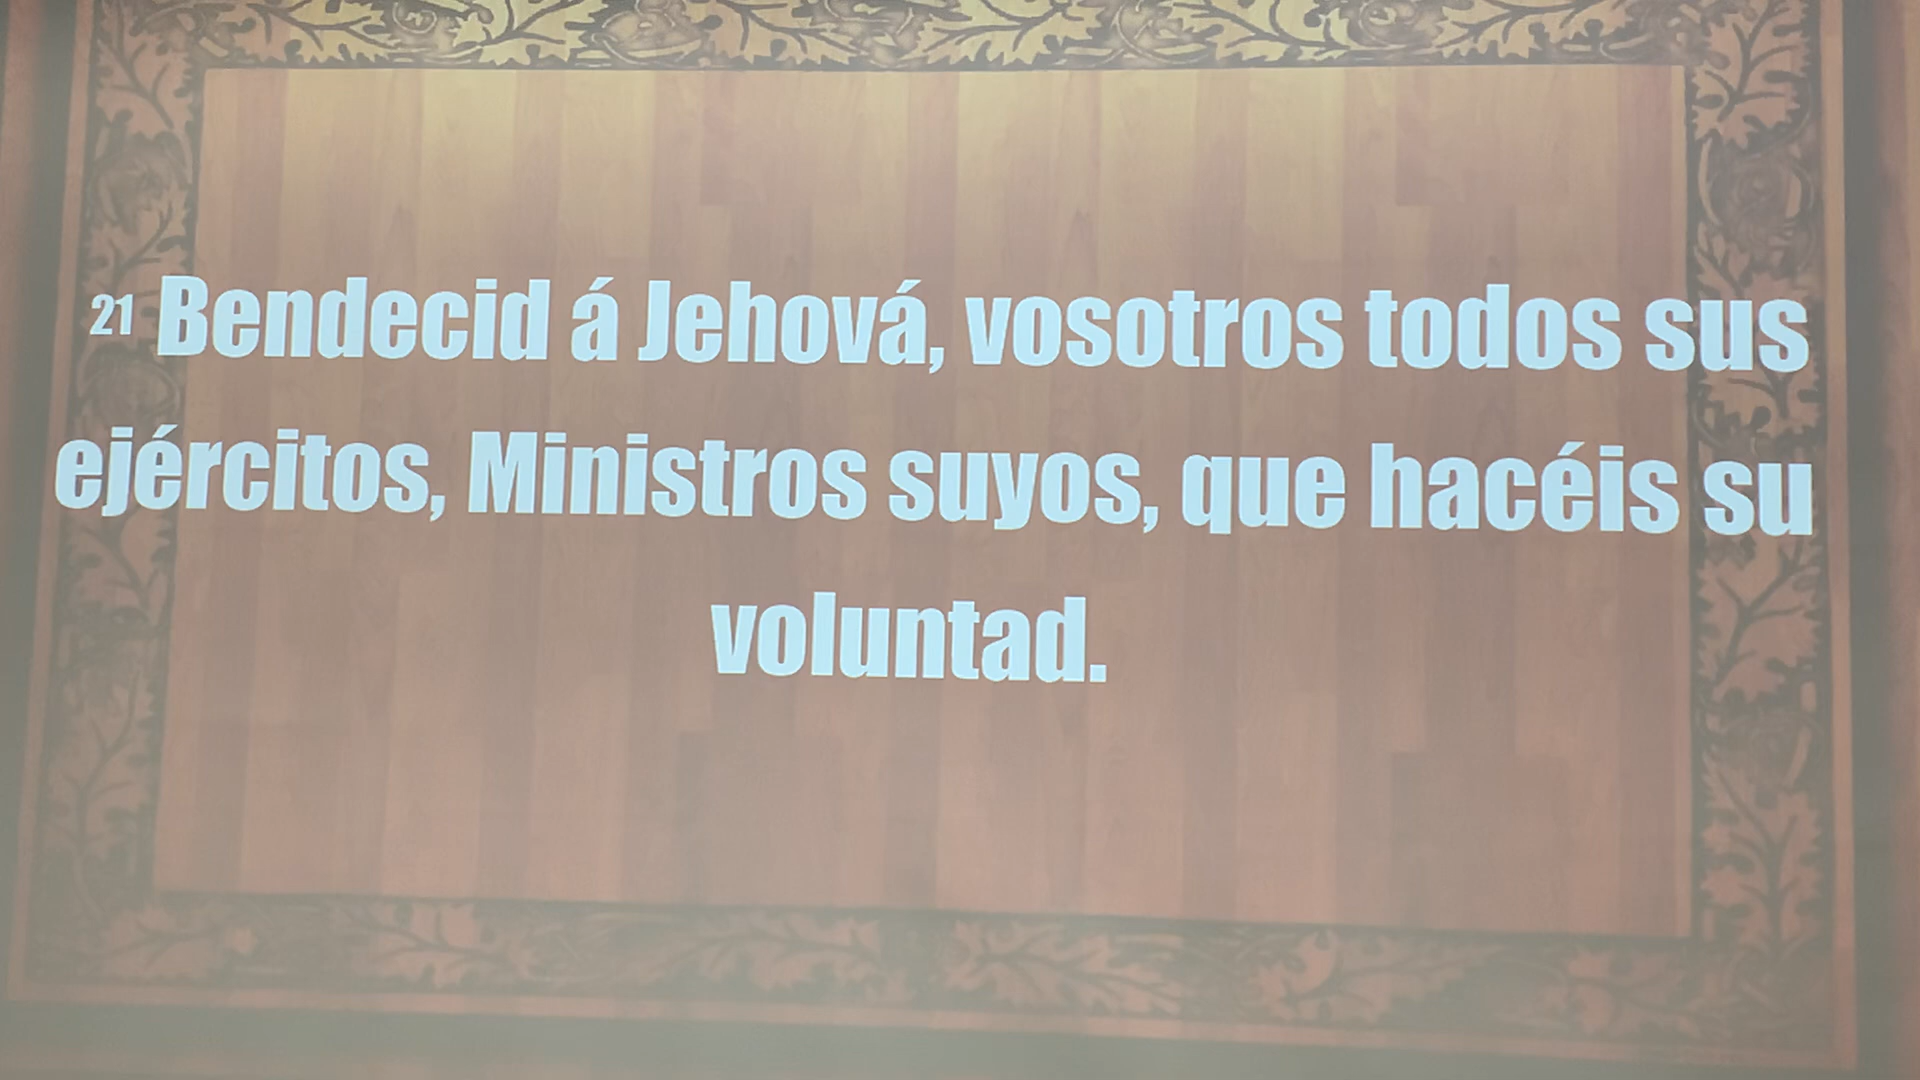 21 Bendecid á Jehová, vosotros todos sus
ejércitos, Ministros suyos, que hacéis su
voluntad.